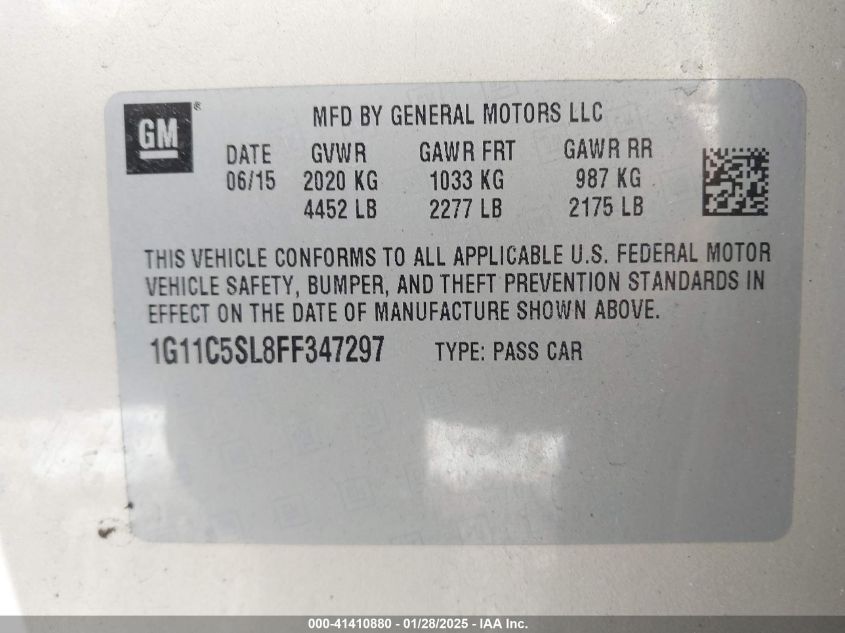 GM®
MFD BY GENERAL MOTORS LLC
DATE GVWR GAWR FRT GAWR RR
06/15 2020 KG 1033 KG 987 KG
4452 LB 2277 LB 2175 LB
THIS VEHICLE CONFORMS TO ALL APPLICABLE U.S. FEDERAL MOTOR
VEHICLE SAFETY, BUMPER, AND THEFT PREVENTION STANDARDS IN
EFFECT ON THE DATE OF MANUFACTURE SHOWN ABOVE.
1G11C5SL8FF347297 TYPE: PASS CAR
000-41410880 - 01/28/2025 - IAA Inc.